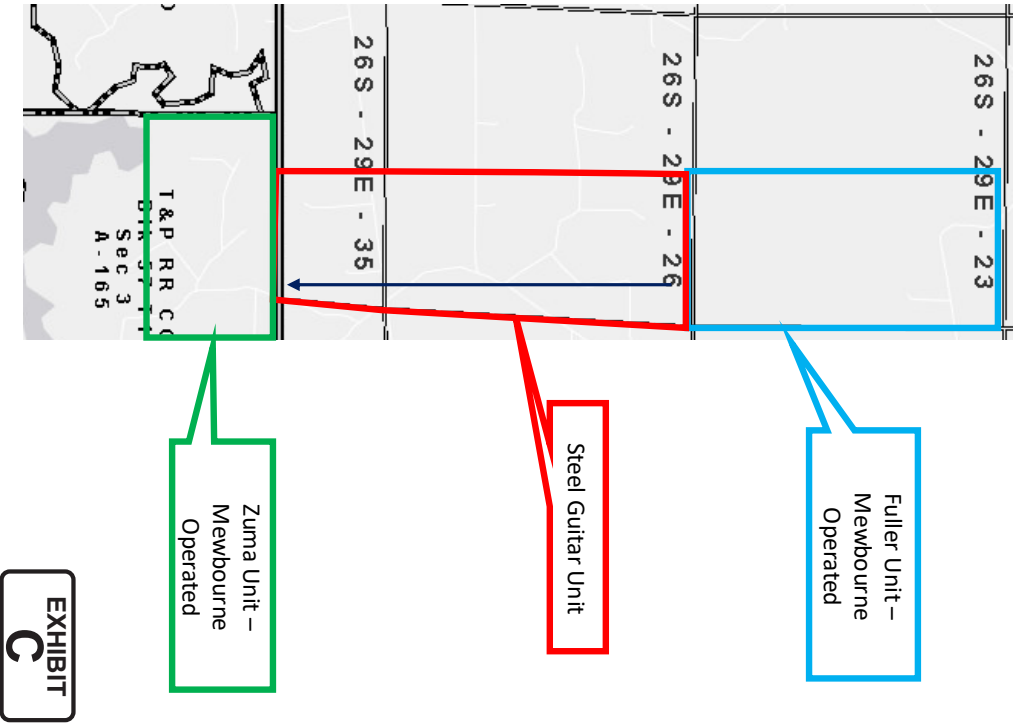 26S - 29E - 23
26S - 29E - 26
26S - 29E - 35
T&P RR CO
Sec 3
A-165
Fuller Unit –
Mewbourne
Operated
Steel Guitar Unit
Zuma Unit –
Mewbourne
Operated
EXHIBIT
C